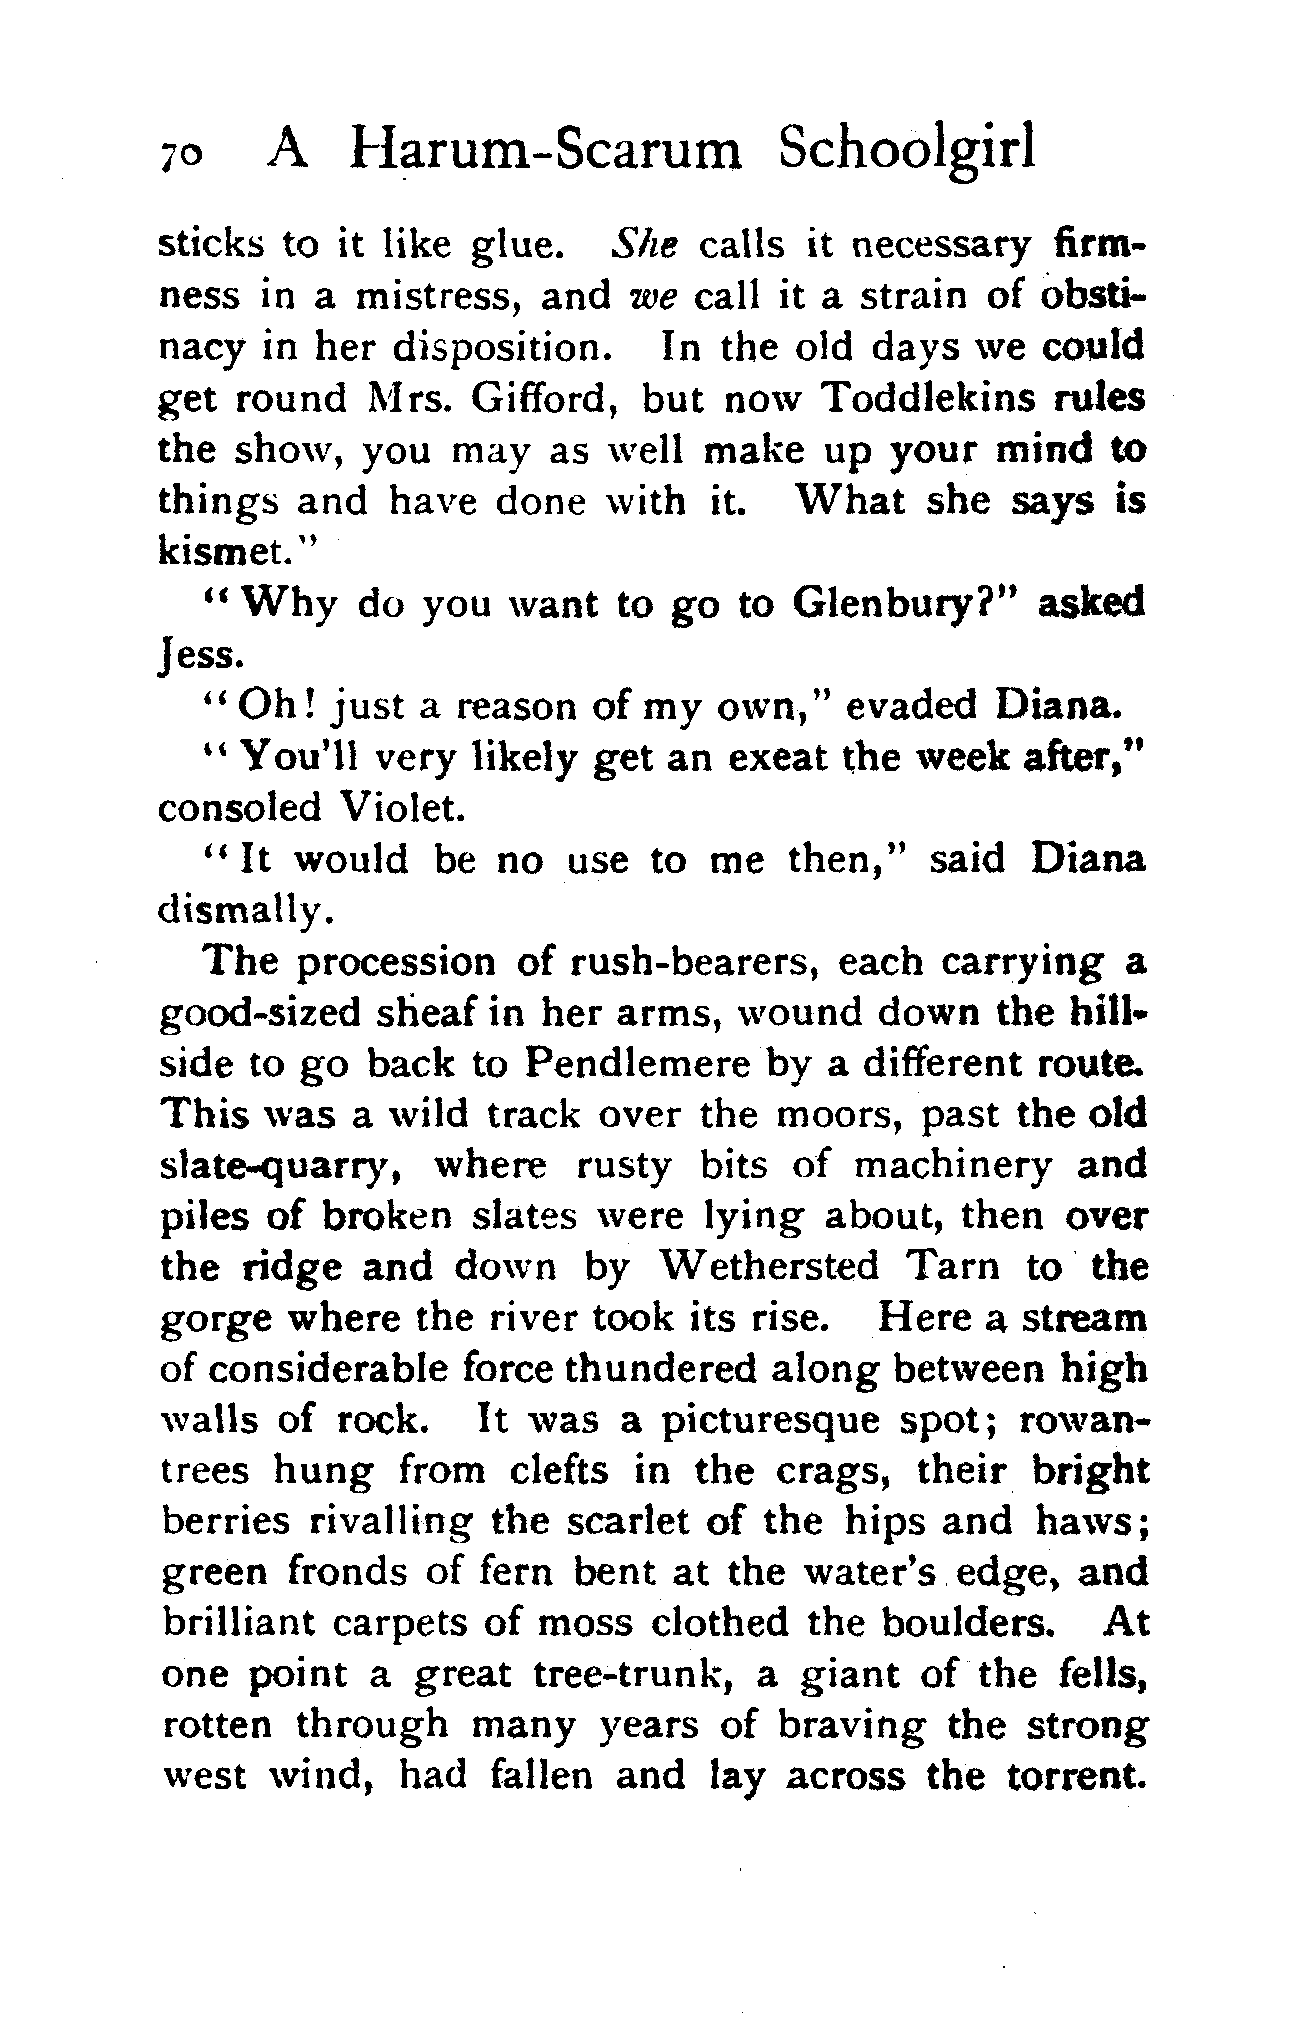 70 A Harum-Scarum Schoolgirl
sticks to it like glue. She calls it necessary firm-
ness in a mistress, and we call it a strain of obsti-
nacy in her disposition. In the old days we could
get round Mrs. Gifford, but now Toddlekins rules
the show, you may as well make up your mind to
things and have done with it. What she says is
kismet."
"Why do you want to go to Glenbury?" asked
Jess.
"Oh! just a reason of my own," evaded Diana.
"You'll very likely get an exeat the week after,"
consoled Violet.
"It would be no use to me then," said Diana
dismally.
The procession of rush-bearers, each carrying a
good-sized sheaf in her arms, wound down the hill-
side to go back to Pendlemere by a different route.
This was a wild track over the moors, past the old
slate-quarry, where rusty bits of machinery and
piles of broken slates were lying about, then over
the ridge and down by Wethersted Tarn to the
gorge where the river took its rise. Here a stream
of considerable force thundered along between high
walls of rock. It was a picturesque spot; rowan-
trees hung from clefts in the crags, their bright
berries rivalling the scarlet of the hips and haws;
green fronds of fern bent at the water's edge, and
brilliant carpets of moss clothed the boulders. At
one point a great tree-trunk, a giant of the fells,
rotten through many years of braving the strong
west wind, had fallen and lay across the torrent.